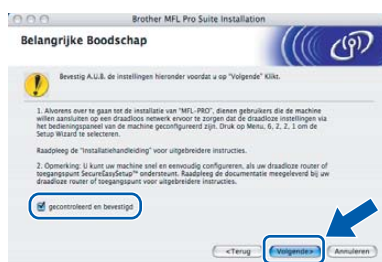 Brother MFL Pro Suite Installation
Belangrijke Boodschap
Bevestig A.U.B. de instellingen hieronder voordat u op "Volgende" Klikt.
1. Alvorens over te gaan tot de installatie van "MFL-PRO", dienen gebruikers die de machine
willen aansluiten op een draadloos netwerk ervoor te zorgen dat de draadloze instellingen via
het bedieningspaneel van de machine geconfigureerd zijn. Druk op Menu, 6, 2, 2, 1 om de
Setup Wizard te selecteren.
Raadpleeg de "Installatiehandleiding" voor uitgebreidere instructies.
2. Opmerking: U kunt uw machine snel en eenvoudig configureren, als uw draadloze router of
toegangspunt SecureEasySetup™ ondersteunt. Raadpleeg de documentatie meegeleverd bij uw
draadloze router of toegangspunt voor uitgebreidere instructies.
gecontroleerd en bevestigd
<Terug
Volgende>
Annuleren